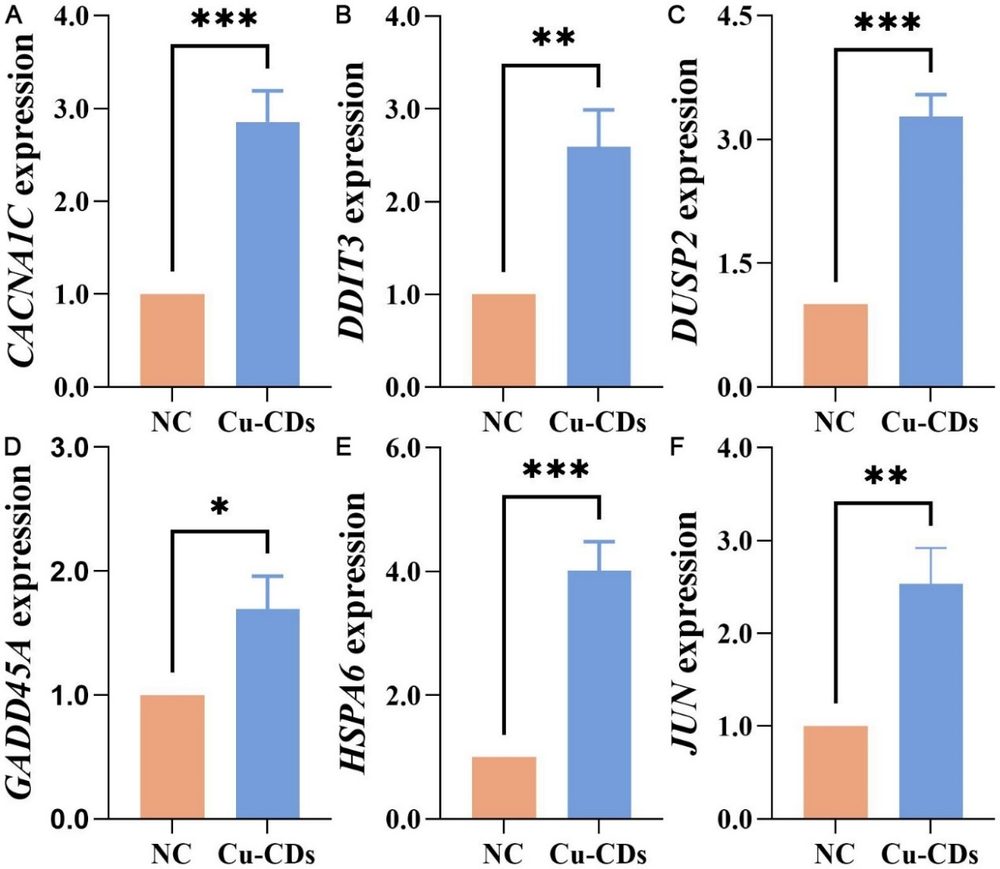 A
CACNA1C expression
4.0
3.0
2.0
1.0
0.0
***
NC Cu-CDs
B
DDIT3 expression
4.0
3.0
2.0
1.0
0.0
**
NC Cu-CDs
C
DUSP2 expression
4.5
3.0
1.5
0.0
***
NC Cu-CDs
D
GADD45A expression
3.0
2.0
1.0
0.0
*
NC Cu-CDs
E
HSPA6 expression
6.0
4.0
2.0
0.0
***
NC Cu-CDs
F
JUN expression
4.0
3.0
2.0
1.0
0.0
**
NC Cu-CDs